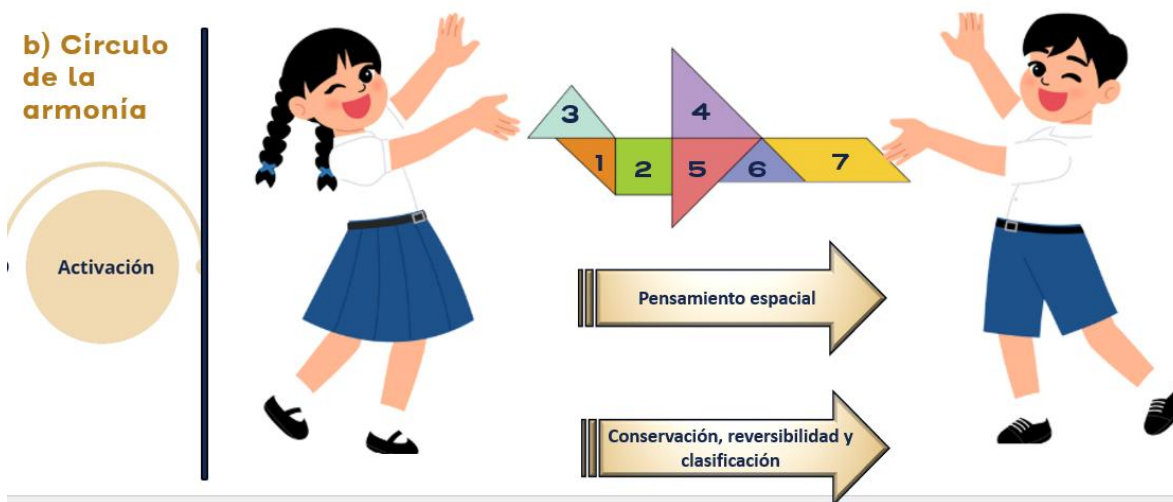 b) Círculo
de la
armonía
Activación
3
4
1
2
5
6
7
Pensamiento espacial
Conservación, reversibilidad y
clasificación